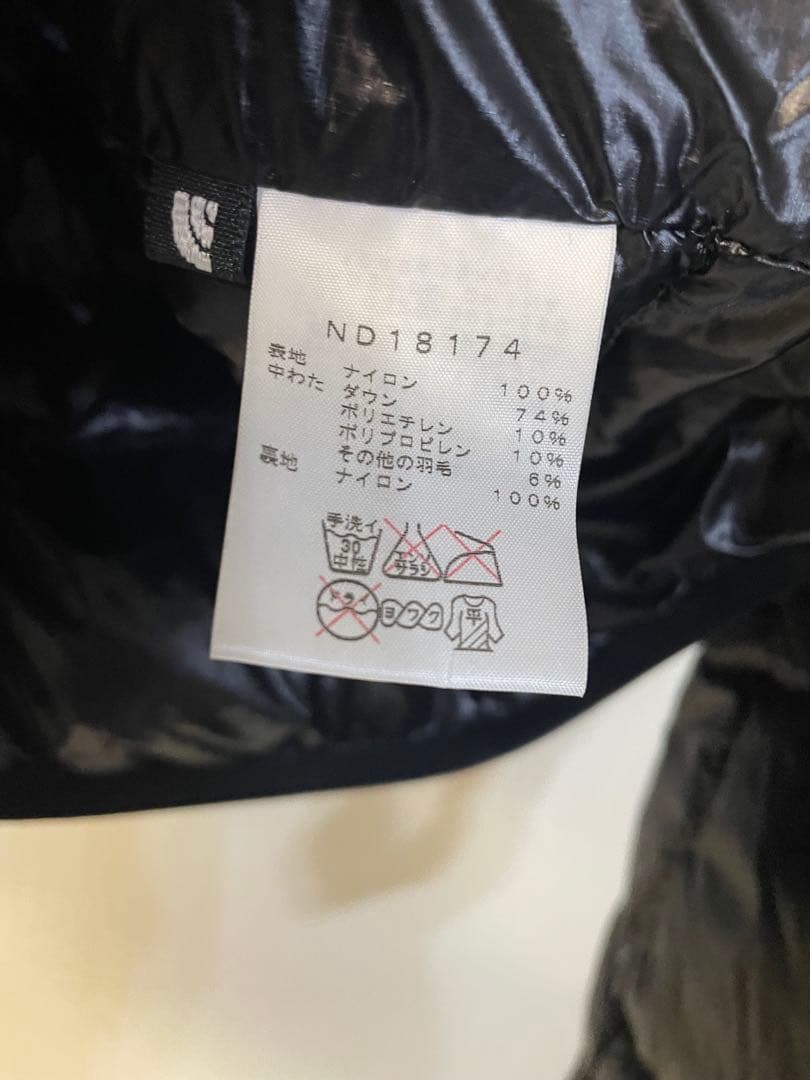 ND18174
表地 ナイロン 100%
中わた ダウン 74%
ポリエチレン 10%
ポリプロピレン 10%
その他の羽毛 6%
裏地 ナイロン 100%
手洗イ
30
中性
エンソ
サラシ
ドライ
ヨワク
平